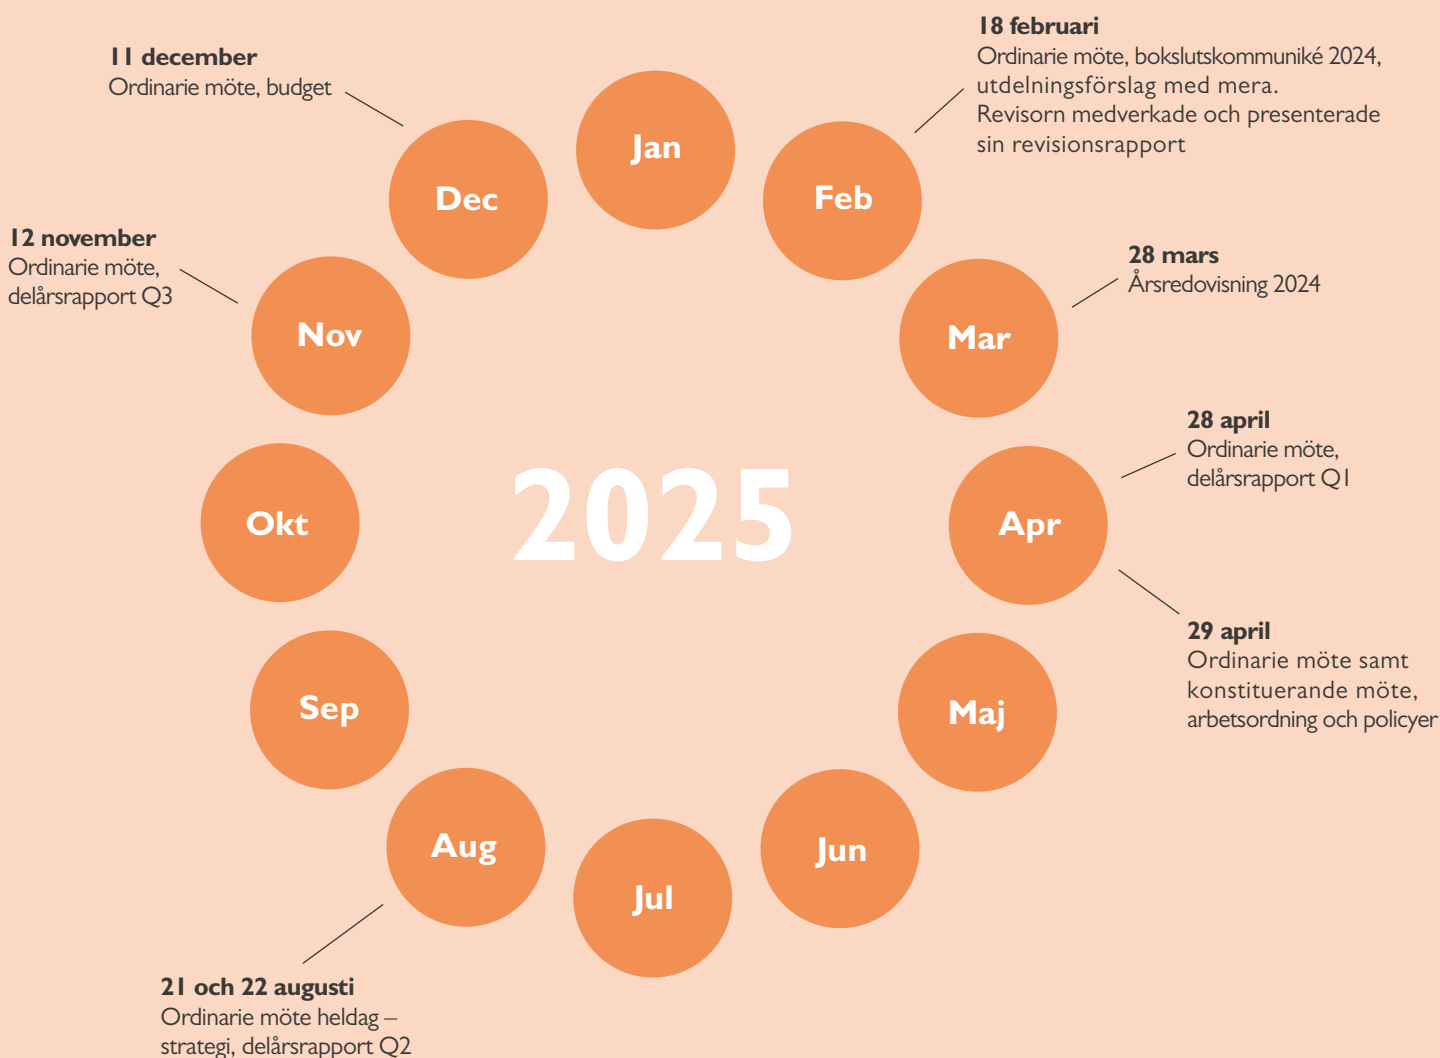 18 februari
Ordinarie möte, bokslutskommuniké 2024,
utdelningsförslag med mera.
Revisorn medverkade och presenterade
sin revisionsrapport
11 december
Ordinarie möte, budget
Jan
Feb
Dec
12 november
Ordinarie möte,
delårsrapport Q3
28 mars
Årsredovisning 2024
Nov
Mar
28 april
Ordinarie möte,
delårsrapport Q1
2025
Okt
Apr
29 april
Ordinarie möte samt
konstituerande möte,
arbetsordning och policyer
Sep
Maj
Aug
Jun
Jul
21 och 22 augusti
Ordinarie möte heldag –
strategi, delårsrapport Q2